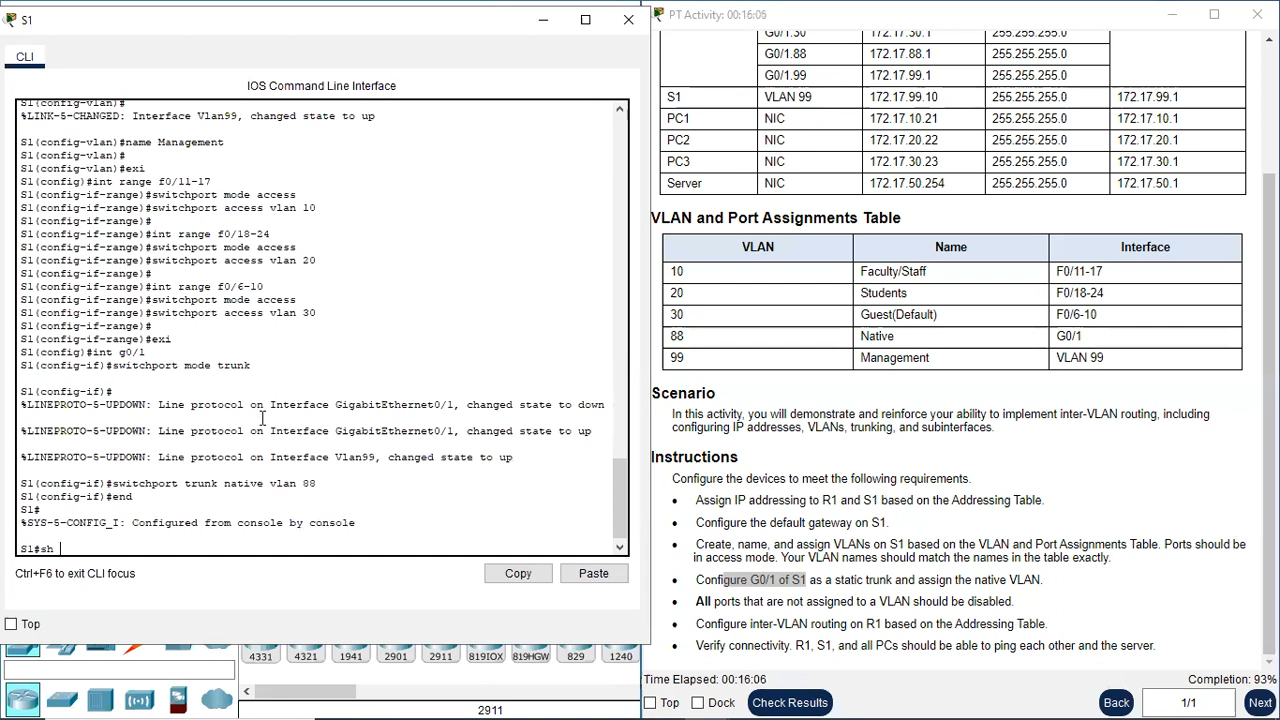 S1
CLI
IOS Command Line Interface
S1(config-vlan)#
%LINK-5-CHANGED: Interface Vlan99, changed state to up
S1(config-vlan)#name Management
S1(config-vlan)#
S1(config-vlan)#exi
S1(config)#int range f0/11-17
S1(config-if-range)#switchport mode access
S1(config-if-range)#switchport access vlan 10
S1(config-if-range)#
S1(config-if-range)#int range f0/18-24
S1(config-if-range)#switchport mode access
S1(config-if-range)#switchport access vlan 20
S1(config-if-range)#
S1(config-if-range)#int range f0/6-10
S1(config-if-range)#switchport mode access
S1(config-if-range)#switchport access vlan 30
S1(config-if-range)#
S1(config-if-range)#exi
S1(config)#int g0/1
S1(config-if)#switchport mode trunk
S1(config-if)#
%LINEPROTO-5-UPDOWN: Line protocol on Interface GigabitEthernet0/1, changed state to down
%LINEPROTO-5-UPDOWN: Line protocol on Interface GigabitEthernet0/1, changed state to up
%LINEPROTO-5-UPDOWN: Line protocol on Interface Vlan99, changed state to up
S1(config-if)#switchport trunk native vlan 88
S1(config-if)#end
S1#
%SYS-5-CONFIG_I: Configured from console by console
S1#sh
Ctrl+F6 to exit CLI focus
Copy
Paste
Top
4331 4321 1941 2901 2911 819IOX 819HGW 829 1240
2911
PT Activity: 00:16:05
G0/1.30 172.17.30.1 255.255.255.0
G0/1.88 172.17.88.1 255.255.255.0
G0/1.99 172.17.99.1 255.255.255.0
S1 VLAN 99 172.17.99.10 255.255.255.0 172.17.99.1
PC1 NIC 172.17.10.21 255.255.255.0 172.17.10.1
PC2 NIC 172.17.20.22 255.255.255.0 172.17.20.1
PC3 NIC 172.17.30.23 255.255.255.0 172.17.30.1
Server NIC 172.17.50.254 255.255.255.0 172.17.50.1
VLAN and Port Assignments Table
VLAN Name Interface
10 Faculty/Staff F0/11-17
20 Students F0/18-24
30 Guest(Default) F0/6-10
88 Native G0/1
99 Management VLAN 99
Scenario
In this activity, you will demonstrate and reinforce your ability to implement inter-VLAN routing, including
configuring IP addresses, VLANs, trunking, and subinterfaces.
Instructions
Configure the devices to meet the following requirements.
• Assign IP addressing to R1 and S1 based on the Addressing Table.
• Configure the default gateway on S1.
• Create, name, and assign VLANs on S1 based on the VLAN and Port Assignments Table. Ports should be
in access mode. Your VLAN names should match the names in the table exactly.
• Configure G0/1 of S1 as a static trunk and assign the native VLAN.
• All ports that are not assigned to a VLAN should be disabled.
• Configure inter-VLAN routing on R1 based on the Addressing Table.
• Verify connectivity. R1, S1, and all PCs should be able to ping each other and the server.
Time Elapsed: 00:16:06
Completion: 93%
Top
Dock
Check Results
Back
1/1
Next